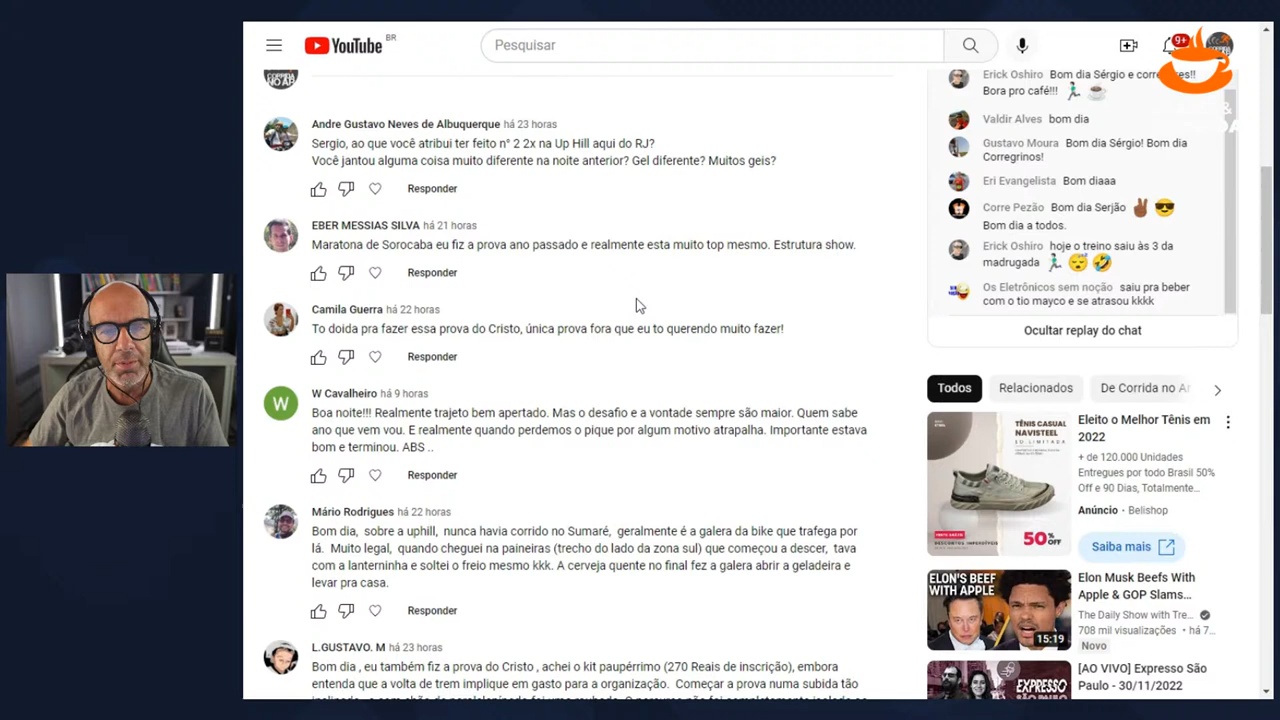 YouTube BR
Pesquisar
9+
CORRIDA NO AR
Andre Gustavo Neves de Albuquerque há 23 horas
Sergio, ao que você atribui ter feito n° 2 2x na Up Hill aqui do RJ?
Você jantou alguma coisa muito diferente na noite anterior? Gel diferente? Muitos geis?
Responder
EBER MESSIAS SILVA há 21 horas
Maratona de Sorocaba eu fiz a prova ano passado e realmente esta muito top mesmo. Estrutura show.
Responder
Camila Guerra há 22 horas
To doida pra fazer essa prova do Cristo, única prova fora que eu to querendo muito fazer!
Responder
W
W Cavalheiro há 9 horas
Boa noite!!! Realmente trajeto bem apertado. Mas o desafio e a vontade sempre são maior. Quem sabe
ano que vem vou. E realmente quando perdemos o pique por algum motivo atrapalha. Importante estava
bom e terminou. ABS ..
Responder
Mário Rodrigues há 22 horas
Bom dia, sobre a uphill, nunca havia corrido no Sumaré, geralmente é a galera da bike que trafega por
lá. Muito legal, quando cheguei na paineiras (trecho do lado da zona sul) que começou a descer, tava
com a lanterninha e soltei o freio mesmo kkk. A cerveja quente no final fez a galera abrir a geladeira e
levar pra casa.
Responder
L.GUSTAVO. M há 23 horas
Bom dia , eu também fiz a prova do Cristo , achei o kit paupérrimo (270 Reais de inscrição), embora
entenda que a volta de trem implique em gasto para a organização. Começar a prova numa subida tão
Erick Oshiro Bom dia Sérgio e corre
es!!
Bora pro café!!!
Valdir Alves bom dia
Gustavo Moura Bom dia Sérgio! Bom dia
Corregrinos!
Eri Evangelista Bom diaaa
Corre Pezão Bom dia Serjão
Bom dia a todos.
Erick Oshiro hoje o treino saiu às 3 da
madrugada
Os Eletrônicos sem noção saiu pra beber
com o tio mayco e se atrasou kkkk
Ocultar replay do chat
Todos
Relacionados
De Corrida no Ar
TÊNIS CASUAL
NAVISTEEL
ED. LIMITADA
50%
OFF
Eleito o Melhor Tênis em
2022
+ de 120.000 Unidades
Entregues por todo Brasil 50%
Off e 90 Dias, Totalmente...
Anúncio · Belishop
Saiba mais
ELON'S BEEF
WITH APPLE
15:19
Elon Musk Beefs With
Apple & GOP Slams...
The Daily Show with Tre...
708 mil visualizações · há 7...
Novo
EXPRESSO
[AO VIVO] Expresso São
Paulo - 30/11/2022